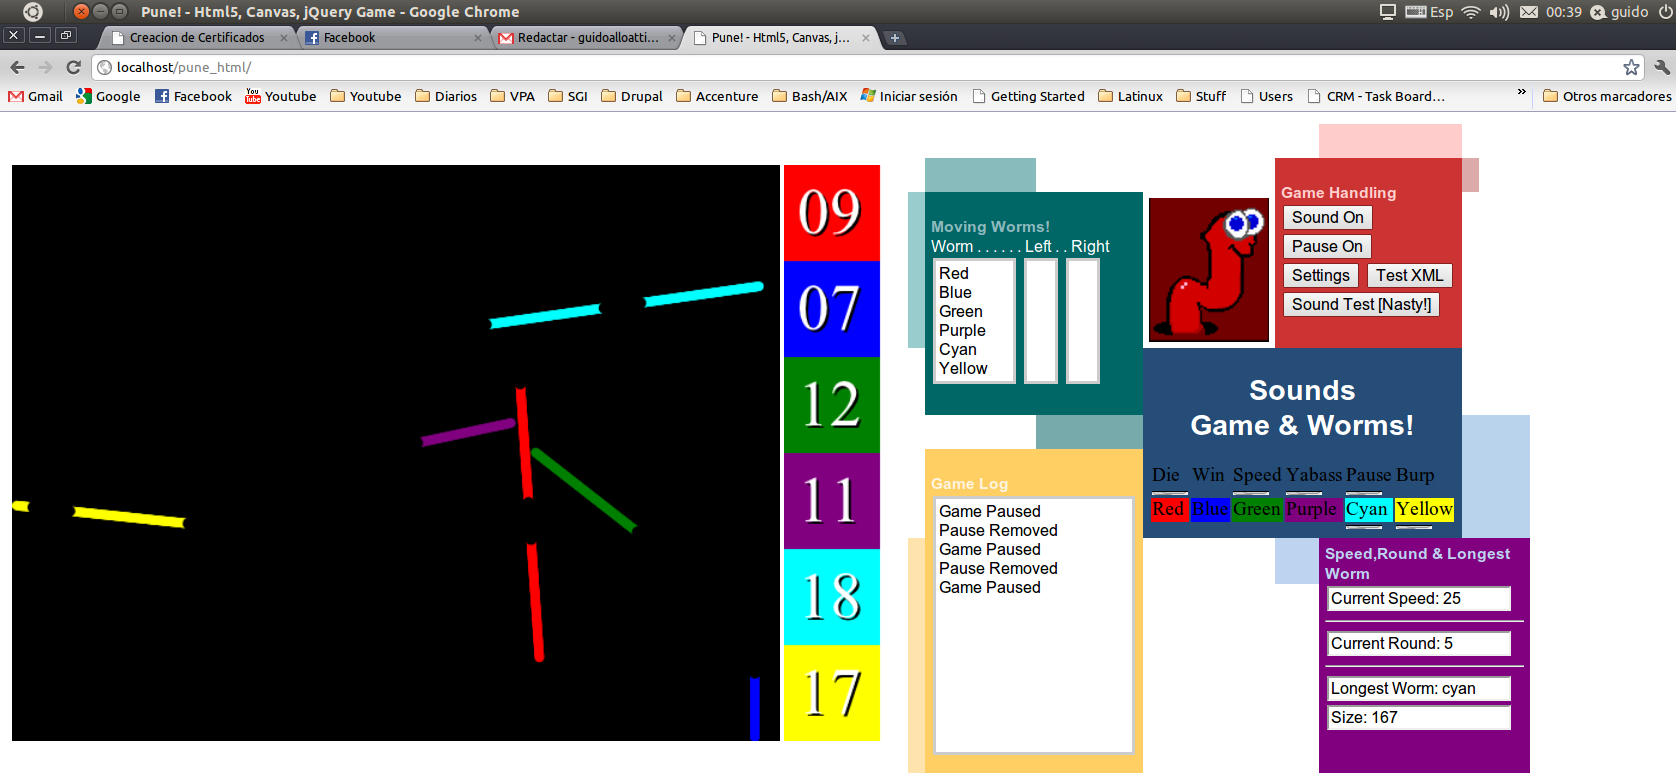 Pune! - Html5, Canvas, jQuery Game - Google Chrome
Esp 00:39 guido
Creacion de Certificados
Facebook
Redactar - guidoalloatti...
Pune! - Html5, Canvas, j...
localhost/pune_html/
Gmail Google Facebook You Tube Youtube Youtube Diarios VPA SGI Drupal Accenture Bash/AIX Iniciar sesión Getting Started Latinux Stuff Users CRM - Task Board... » Otros marcadores
09
07
12
11
18
17
Moving Worms!
Worm . . . . . . Left . . Right
Red
Blue
Green
Purple
Cyan
Yellow
Game Log
Game Paused
Pause Removed
Game Paused
Pause Removed
Game Paused
Game Handling
Sound On
Pause On
Settings Test XML
Sound Test [Nasty!]
Sounds
Game & Worms!
Die Win Speed Yabass Pause Burp
Red Blue Green Purple Cyan Yellow
Speed,Round & Longest
Worm
Current Speed: 25
Current Round: 5
Longest Worm: cyan
Size: 167